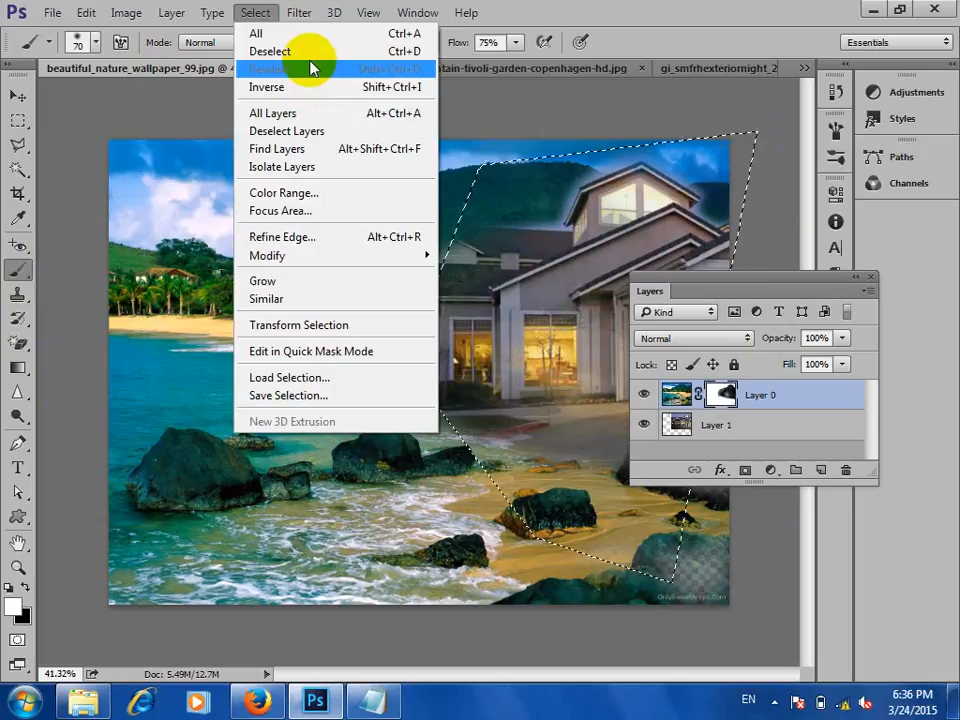 File Edit Image Layer Type Select Filter 3D View Window Help
70 Mode: Normal Flow: 75% Essentials
beautiful_nature_wallpaper_99.jpg @ 4 tain-tivoli-garden-copenhagen-hd.jpg × gi_smfrhexteriornight_2
All Ctrl+A
Deselect Ctrl+D
Reselect Shift+Ctrl+D
Inverse Shift+Ctrl+I
All Layers Alt+Ctrl+A
Deselect Layers
Find Layers Alt+Shift+Ctrl+F
Isolate Layers
Color Range...
Focus Area...
Refine Edge... Alt+Ctrl+R
Modify
Grow
Similar
Transform Selection
Edit in Quick Mask Mode
Load Selection...
Save Selection...
New 3D Extrusion
Adjustments
Styles
Paths
Channels
A
Layers
Kind
Normal Opacity: 100%
Lock: Fill: 100%
Layer 0
Layer 1
fx
41.32% Doc: 5.49M/12.7M
Ps EN 6:36 PM
3/24/2015